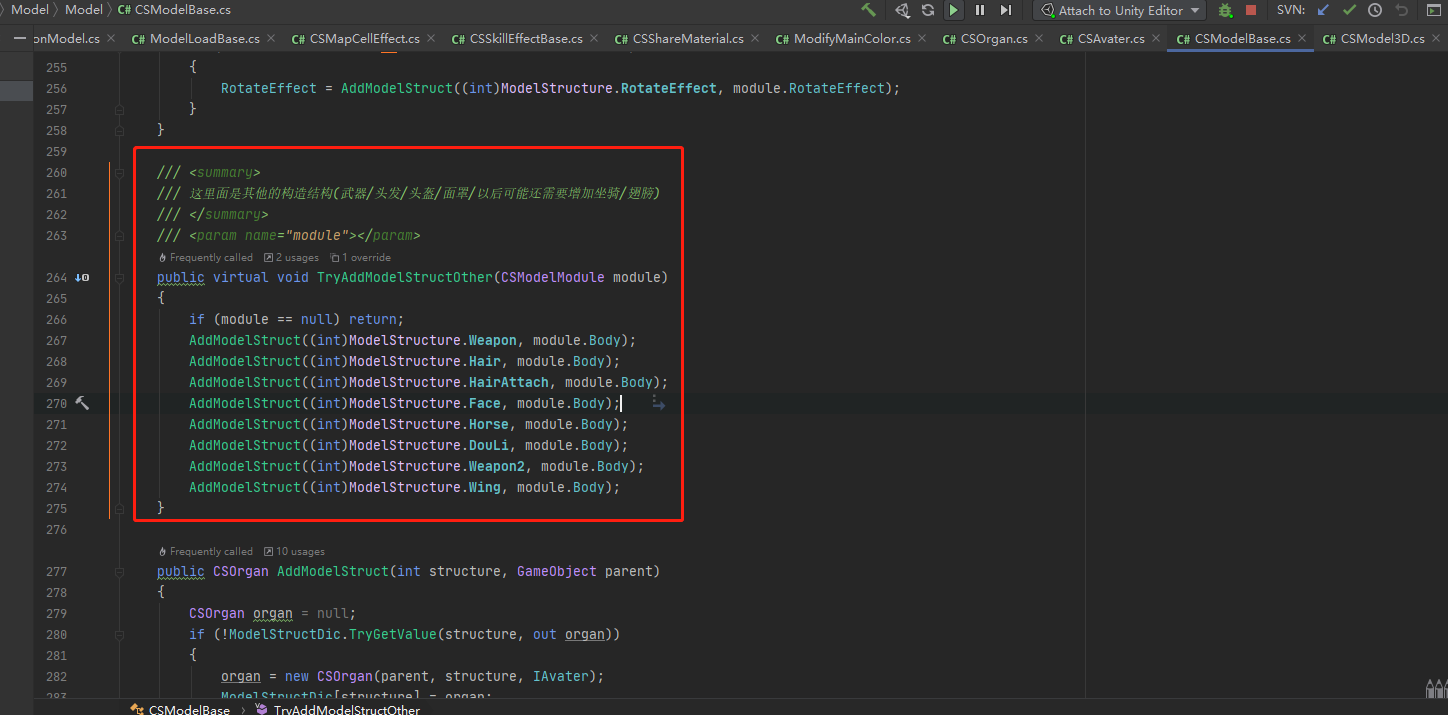 Model 〉 Model 〉 C# CSModelBase.cs
Attach to Unity Editor SVN:
onModel.cs C# ModelLoadBase.cs C# CSMapCellEffect.cs C# CSSkillEffectBase.cs C# CSShareMaterial.cs C# ModifyMainColor.cs C# CSOrgan.cs C# CSAvater.cs C# CSModelBase.cs C# CSModel3D.cs
255 {
256 RotateEffect = AddModelStruct((int)ModelStructure.RotateEffect, module.RotateEffect);
257 }
258 }
259
260 /// <summary>
261 /// 这里面是其他的构造结构(武器/头发/头盔/面罩/以后可能还需要增加坐骑/翅膀)
262 /// </summary>
263 /// <param name="module"></param>
Frequently called 2 usages 1 override
264 public virtual void TryAddModelStructOther(CSModelModule module)
265 {
266 if (module == null) return;
267 AddModelStruct((int)ModelStructure.Weapon, module.Body);
268 AddModelStruct((int)ModelStructure.Hair, module.Body);
269 AddModelStruct((int)ModelStructure.HairAttach, module.Body);
270 AddModelStruct((int)ModelStructure.Face, module.Body);
271 AddModelStruct((int)ModelStructure.Horse, module.Body);
272 AddModelStruct((int)ModelStructure.DouLi, module.Body);
273 AddModelStruct((int)ModelStructure.Weapon2, module.Body);
274 AddModelStruct((int)ModelStructure.Wing, module.Body);
275 }
276
Frequently called 10 usages
277 public CSOrgan AddModelStruct(int structure, GameObject parent)
278 {
279 CSOrgan organ = null;
280 if (!ModelStructDic.TryGetValue(structure, out organ))
281 {
282 organ = new CSOrgan(parent, structure, IAvater);
283 ModelStructDic[structure] = organ;
CSModelBase 〉 TryAddModelStructOther